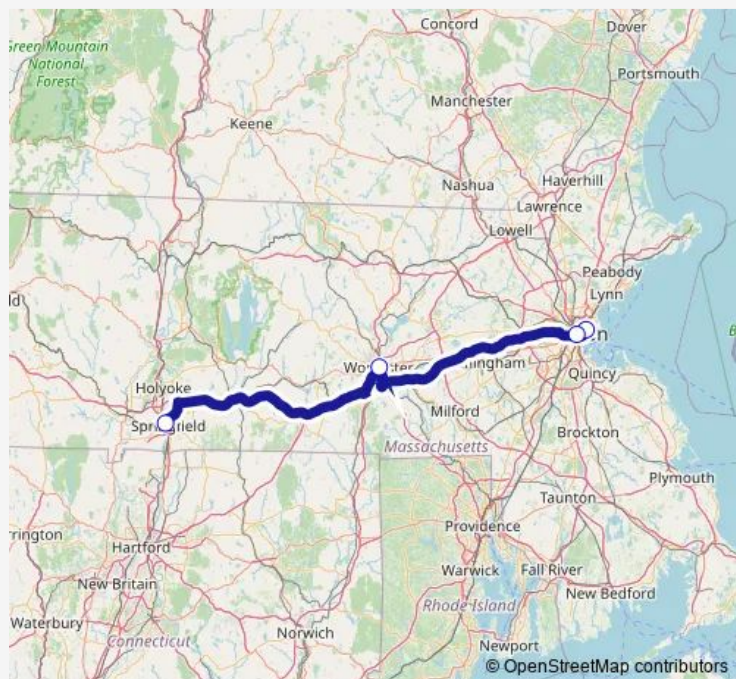 Concord
Dover
Green Mountain
National
Forest
Portsmouth
Manchester
Keene
Nashua
Haverhill
Lawrence
Lowell
Peabody
Lynn
Quincy
Holyoke
Milford
Massachusetts
Brockton
Plymouth
Taunton
Providence
Hartford
Warwick
Fall River
New Britain
New Bedford
Rhode Island
Waterbury
Connecticut
Norwich
Newport
© OpenStreetMap contributors